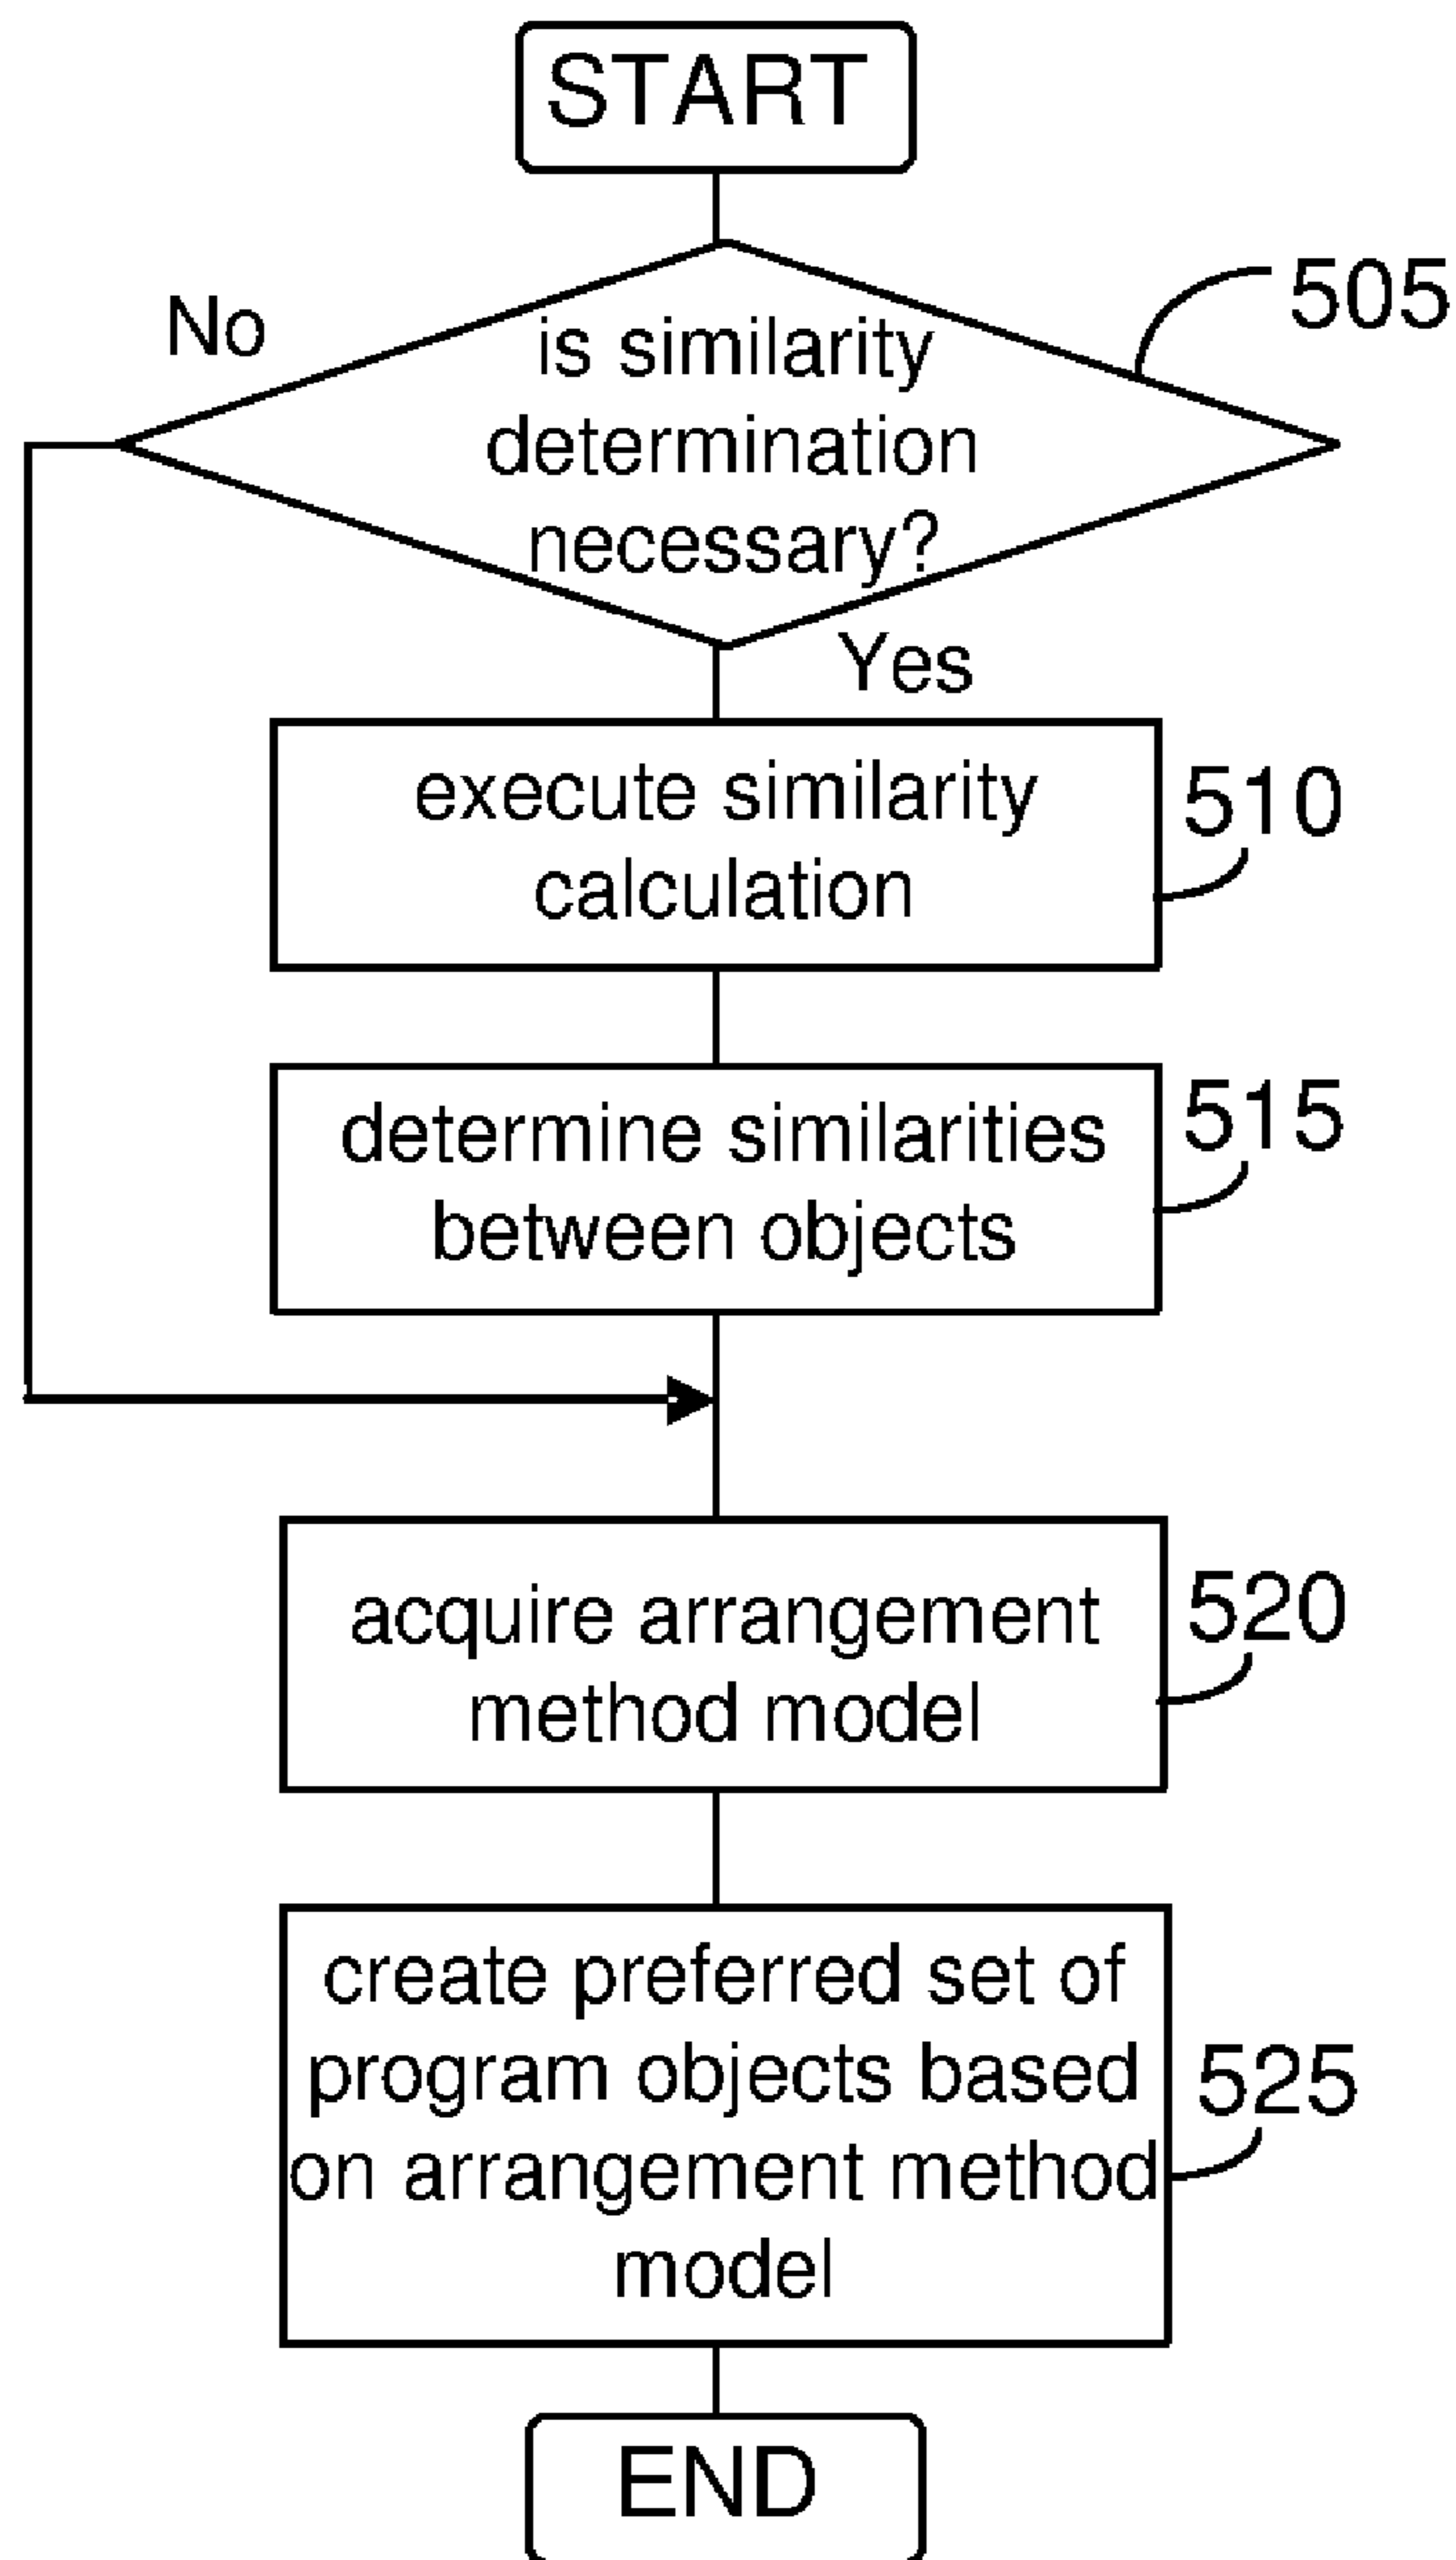 START
505
No
is similarity
determination
necessary?
Yes
execute similarity
calculation
510
determine similarities
between objects
515
acquire arrangement
method model
520
create preferred set of
program objects based
on arrangement method
model
525
END